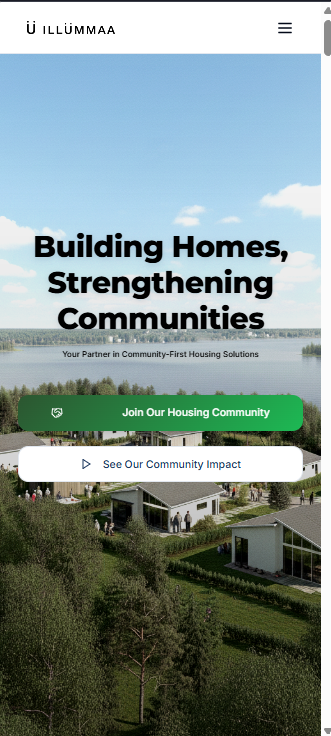 Ü ILLÜMMAA
Building Homes,
Strengthening
Communities
Your Partner in Community-First Housing Solutions
Join Our Housing Community
See Our Community Impact